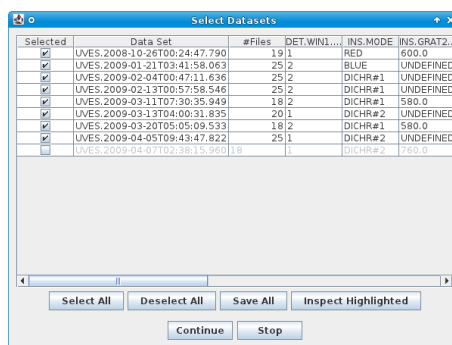 Select Datasets
Selected Data Set #Files DET.WIN1.... INS.MODE INS.GRAT2...
UVES.2008-10-26T00:24:47.790 19 1 RED 600.0
UVES.2009-01-21T03:41:58.063 25 2 BLUE UNDEFINED
UVES.2009-02-04T00:47:11.636 25 2 DICHR#1 UNDEFINED
UVES.2009-02-13T00:57:58.546 25 2 DICHR#1 UNDEFINED
UVES.2009-03-11T07:30:35.949 18 2 DICHR#1 580.0
UVES.2009-03-13T04:00:31.835 20 1 DICHR#2 UNDEFINED
UVES.2009-03-20T05:05:09.533 18 2 DICHR#1 580.0
UVES.2009-04-05T09:43:47.822 25 1 DICHR#2 UNDEFINED
UVES.2009-04-07T02:38:15.960 18 1 DICHR#2 760.0
Select All Deselect All Save All Inspect Highlighted
Continue Stop